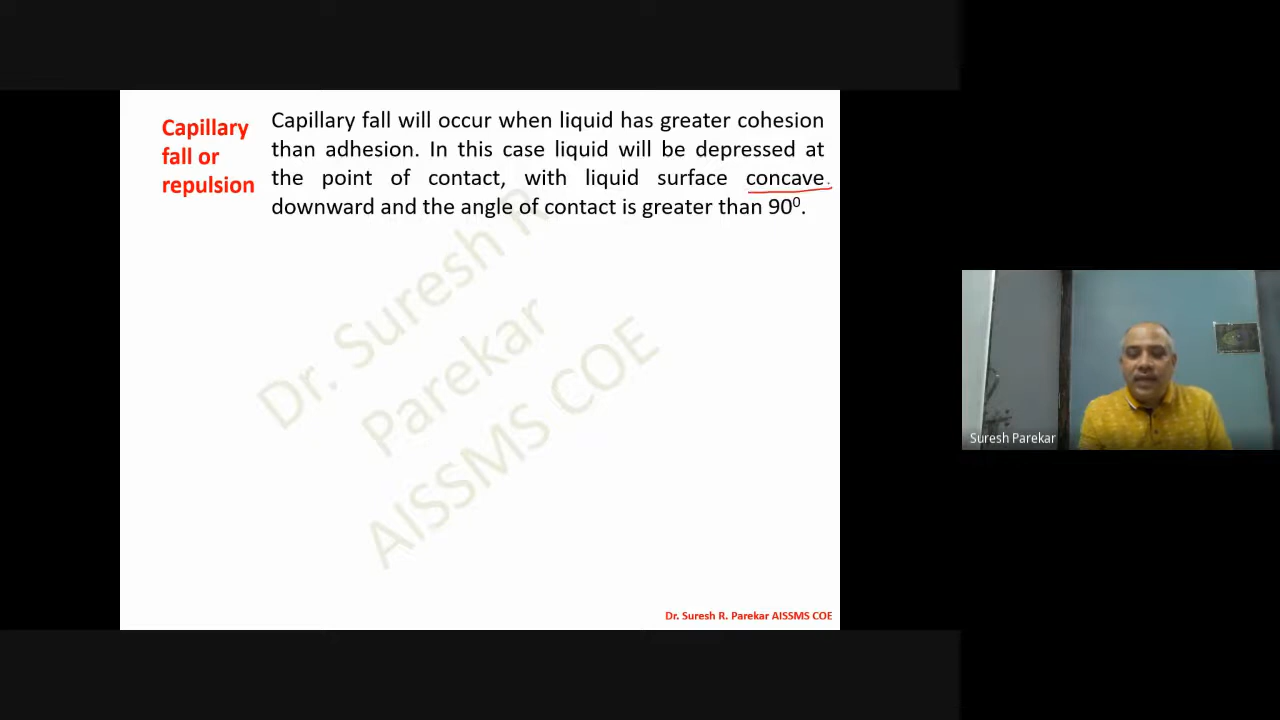 Capillary
fall or
repulsion
Capillary fall will occur when liquid has greater cohesion
than adhesion. In this case liquid will be depressed at
the point of contact, with liquid surface concave
downward and the angle of contact is greater than 90⁰.
Dr. Suresh R
Parekar
AISSMS COE
Dr. Suresh R. Parekar AISSMS COE
Suresh Parekar